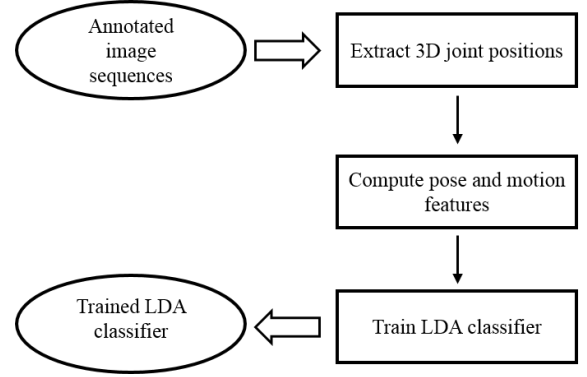 Annotated
image
sequences
Extract 3D joint positions
Compute pose and motion
features
Train LDA classifier
Trained LDA
classifier